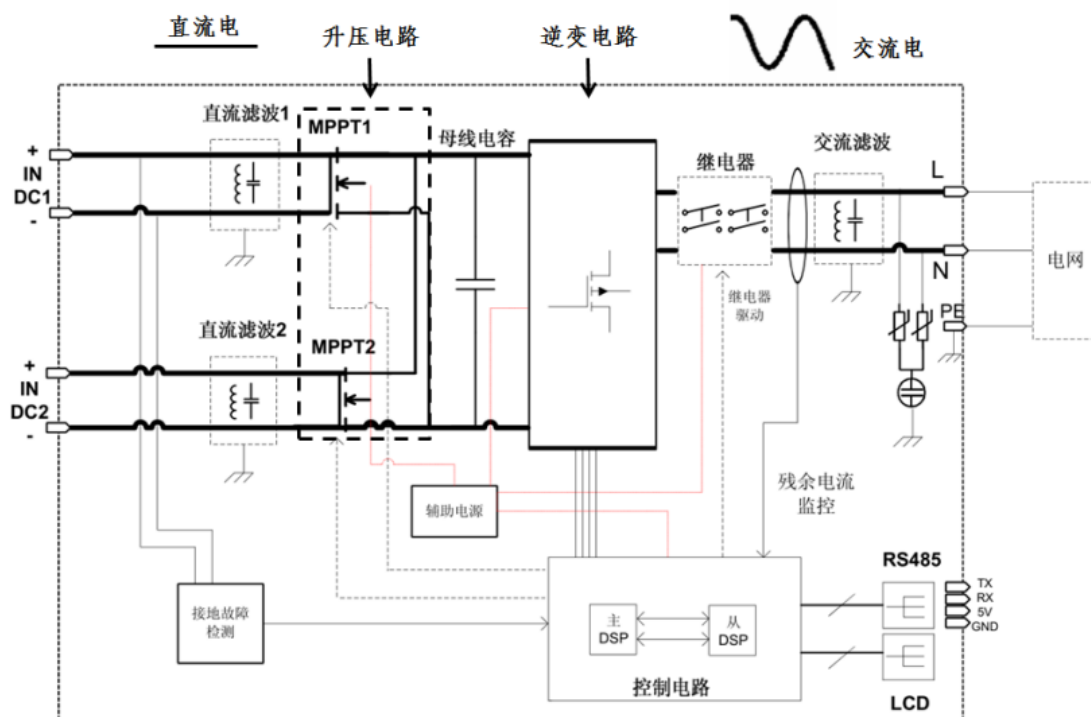 直流电
升压电路
逆变电路
交流电
直流滤波1
MPPT1
母线电容
继电器
交流滤波
+
IN
DC1
-
L
N
电网
PE
继电器
驱动
直流滤波2
MPPT2
+
IN
DC2
-
辅助电源
残余电流
监控
接地故障
检测
主
DSP
从
DSP
控制电路
RS485
TX
RX
5V
GND
LCD